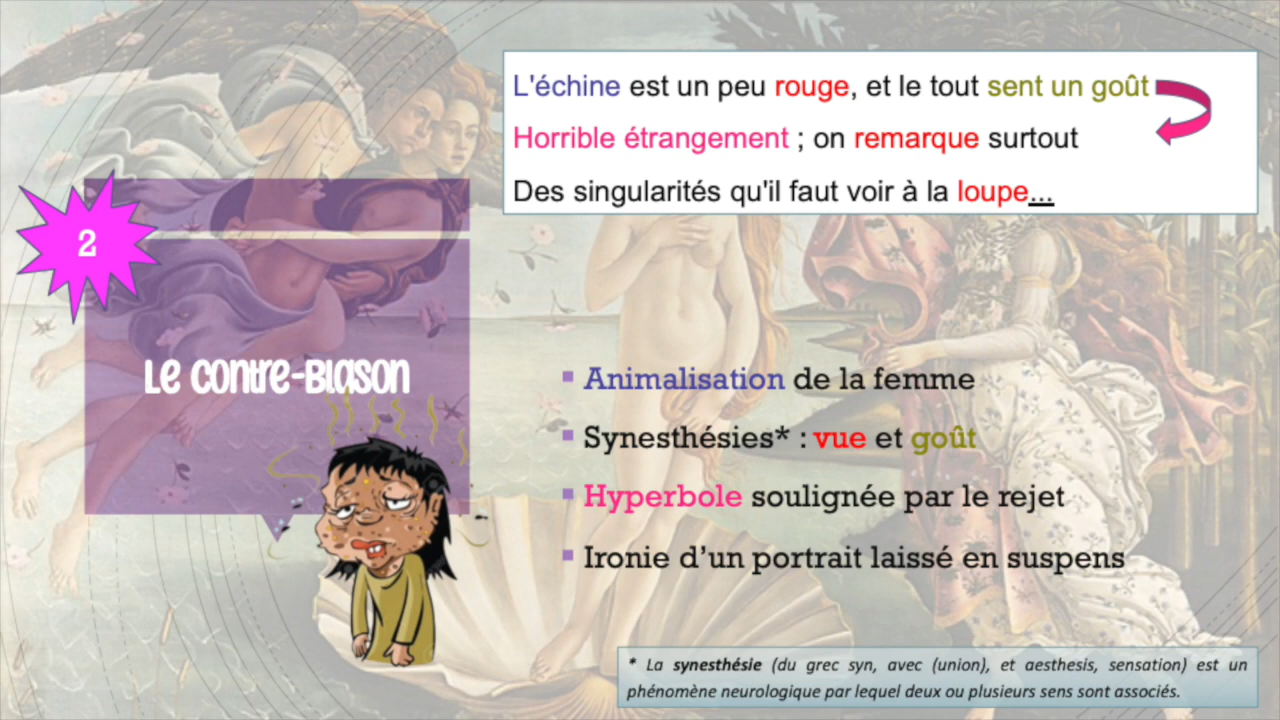 L'échine est un peu rouge, et le tout sent un goût
Horrible étrangement ; on remarque surtout
Des singularités qu'il faut voir à la loupe...
2
Le contre-Blason
Animalisation de la femme
Synesthésies* : vue et goût
Hyperbole soulignée par le rejet
Ironie d'un portrait laissé en suspens
* La synesthésie (du grec syn, avec (union), et aesthesis, sensation) est un
phénomène neurologique par lequel deux ou plusieurs sens sont associés.